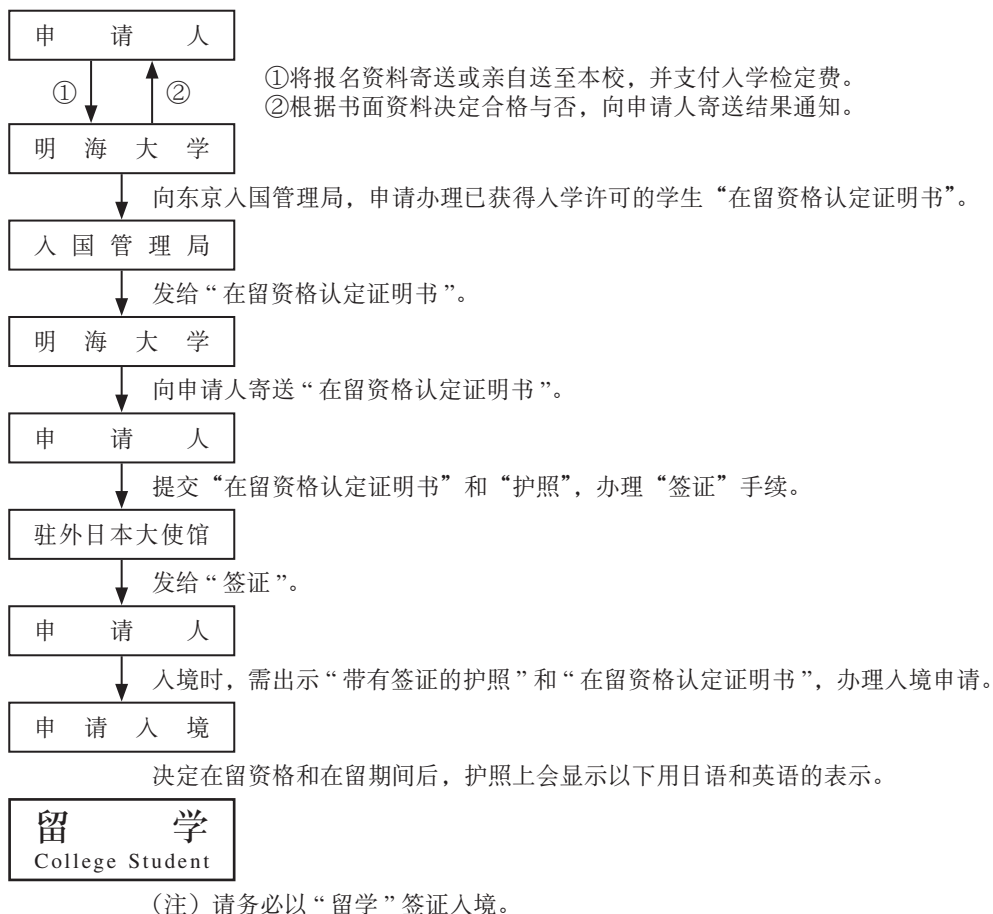 申请人
① ②
①将报名资料寄送或亲自送至本校，并支付入学检定费。
②根据书面资料决定合格与否，向申请人寄送结果通知。
明海大学
向东京入国管理局，申请办理已获得入学许可的学生“在留资格认定证明书”。
入国管理局
发给“在留资格认定证明书”。
明海大学
向申请人寄送“在留资格认定证明书”。
申请人
提交“在留资格认定证明书”和“护照”，办理“签证”手续。
驻外日本大使馆
发给“签证”。
申请人
入境时，需出示“带有签证的护照”和“在留资格认定证明书”，办理入境申请。
申请入境
决定在留资格和在留期间后，护照上会显示以下用日语和英语的表示。
留学
College Student
（注）请务必以“留学”签证入境。